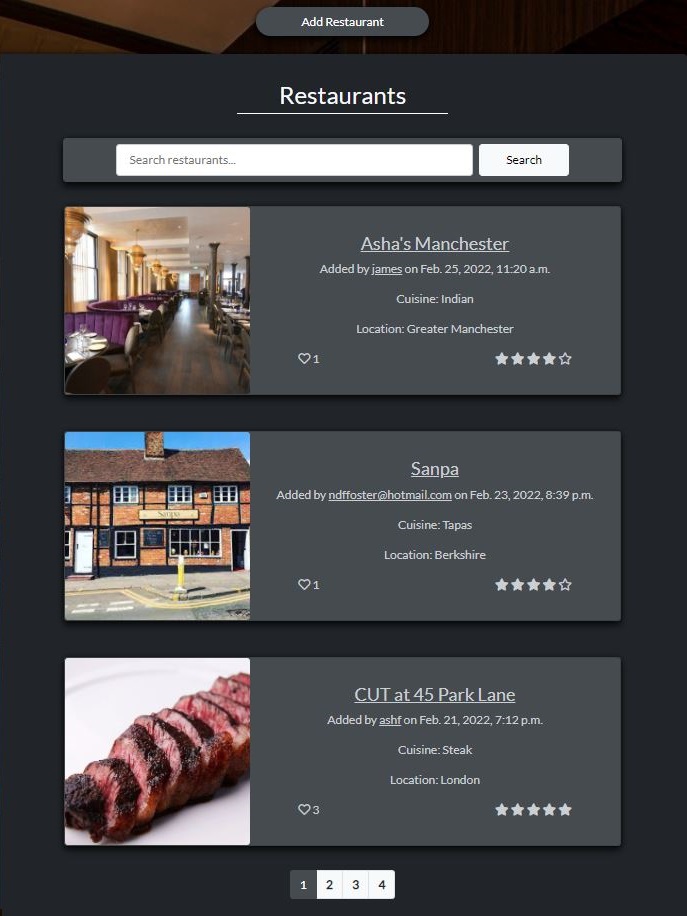 Add Restaurant
Restaurants
Search restaurants...
Search
Asha's Manchester
Added by james on Feb. 25, 2022, 11:20 a.m.
Cuisine: Indian
Location: Greater Manchester
1
Sanpa
Sanpa
Added by ndffoster@hotmail.com on Feb. 23, 2022, 8:39 p.m.
Cuisine: Tapas
Location: Berkshire
1
CUT at 45 Park Lane
Added by ashf on Feb. 21, 2022, 7:12 p.m.
Cuisine: Steak
Location: London
3
1 2 3 4